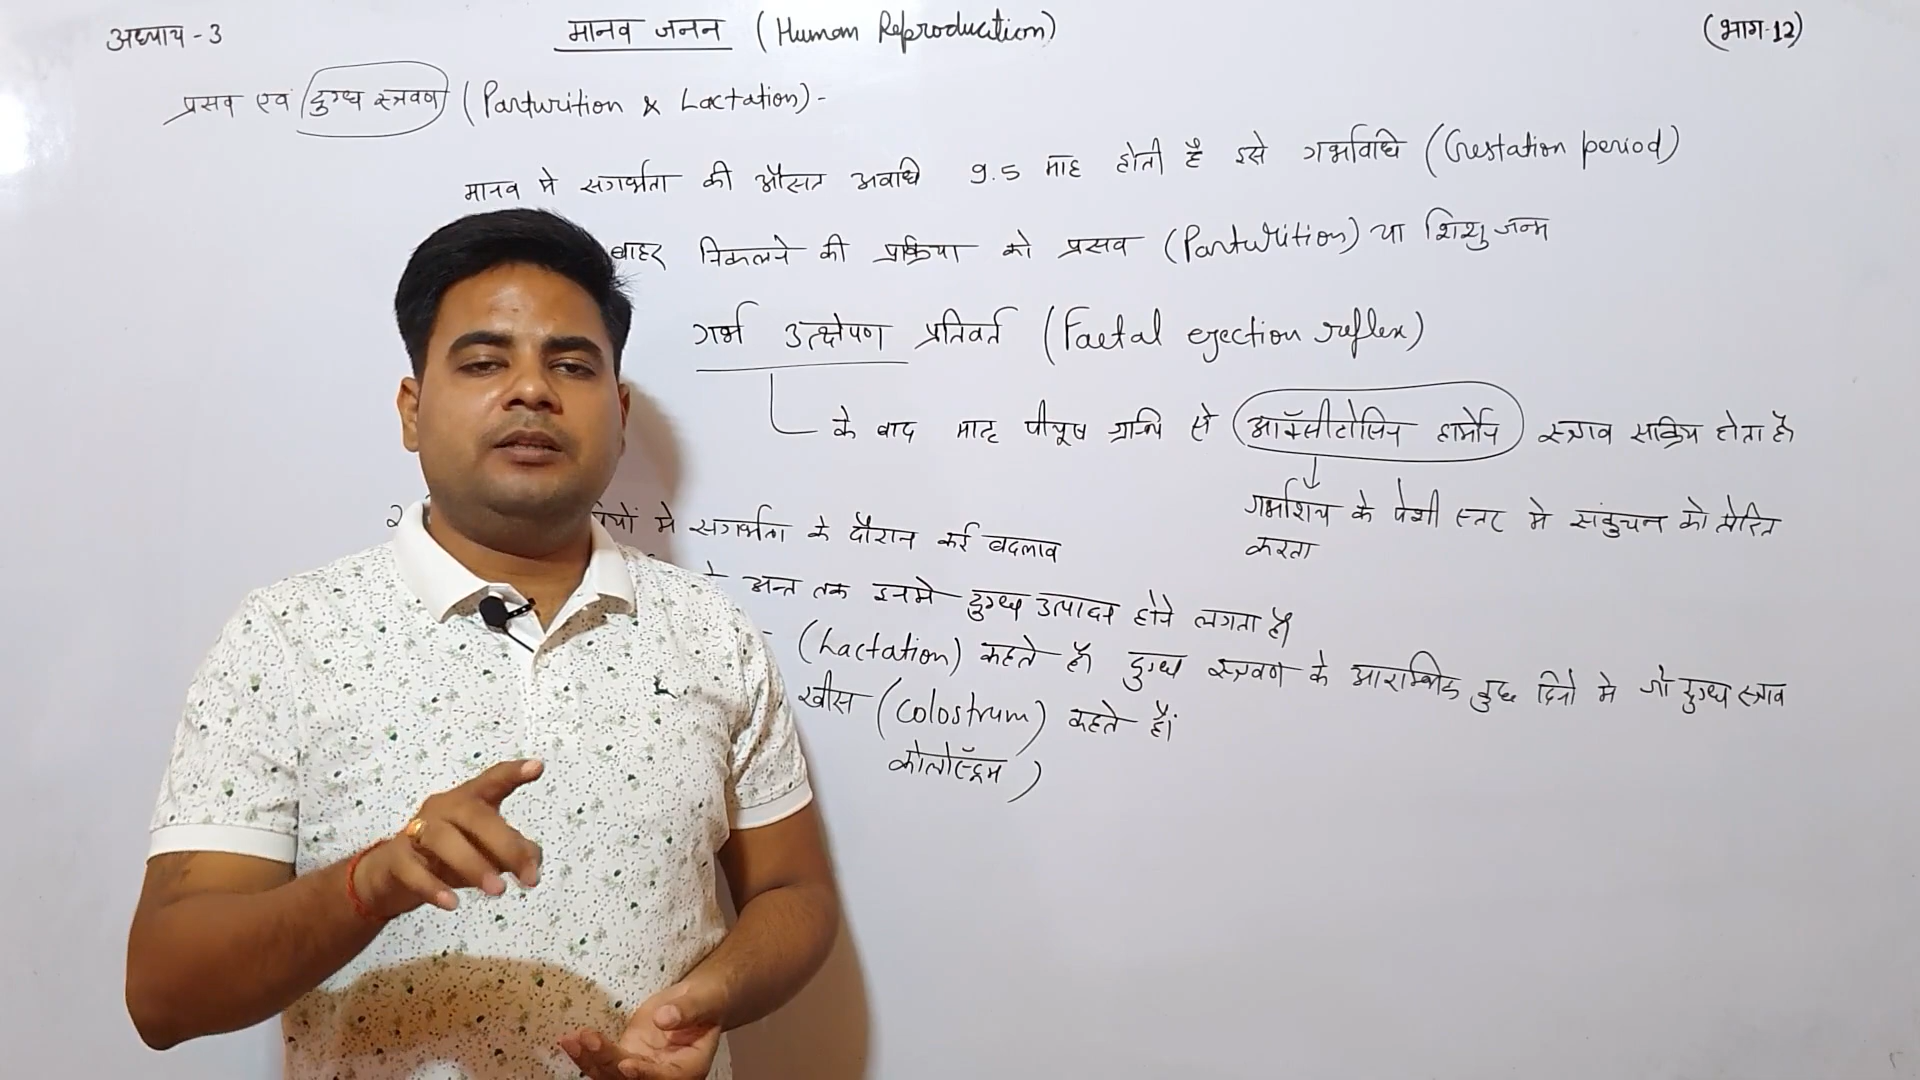 अध्याय - 3
मानव जनन (Human Reproduction)
(भाग-12)
प्रसव एवं दुग्ध स्त्रवण (Parturition & Lactation) -
मानव मे सगर्भता की औसत अवधि 9.5 माह होती है इसे गर्भावधि (Gestation period)
बाहर निकलने की प्रक्रिया को प्रसव (Parturition) या शिशु जन्म
गर्भ उत्क्षेपण प्रतिवर्त (Faetal ejection reflex)
के बाद मातृ पीयूष ग्रन्थि से ऑक्सीटोसिन हार्मोन स्त्राव सक्रिय होता है
गर्भाशय के पेशी स्तर मे संकुचन को प्रेरित
करता
मे सगर्भता के दौरान कई बदलाव
अन्त तक इनमे दुग्ध उत्पादन होने लगता है।
(Lactation) कहते है। दुग्ध स्त्रवण के आरम्भिक कुछ दिनो मे जो दुग्ध स्त्राव
खीस (Colostrum) कहते है।
कोलोस्ट्रम )